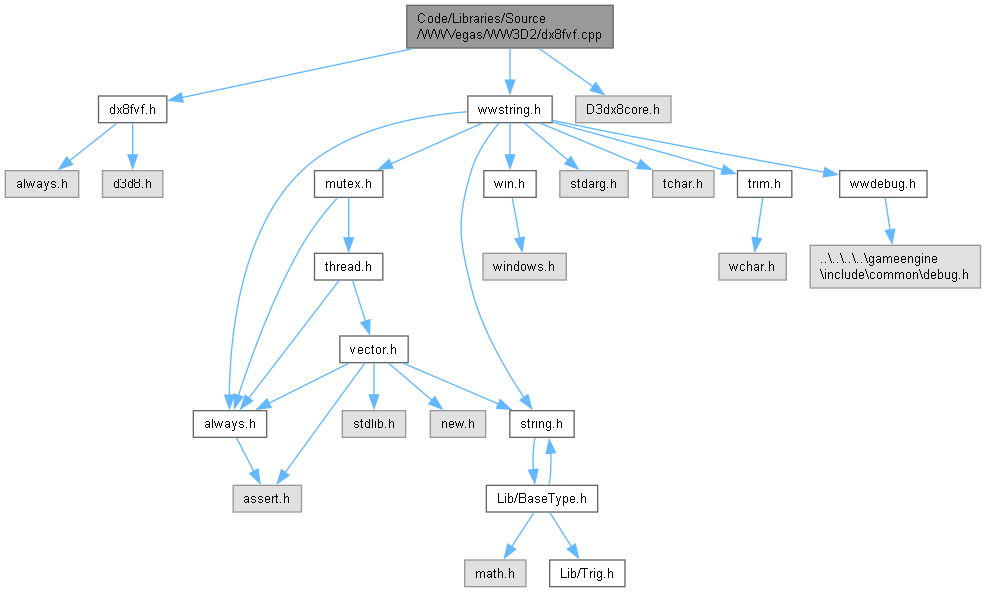 Code/Libraries/Source
/WWVegas/WW3D2/dx8fvf.cpp
dx8fvf.h
wwstring.h
D3dx8core.h
always.h
d3d8.h
mutex.h
win.h
stdarg.h
tchar.h
trim.h
wwdebug.h
thread.h
windows.h
wchar.h
..\..\..\..\gameengine
\include\common\debug.h
vector.h
always.h
stdlib.h
new.h
string.h
assert.h
Lib/BaseType.h
math.h
Lib/Trig.h